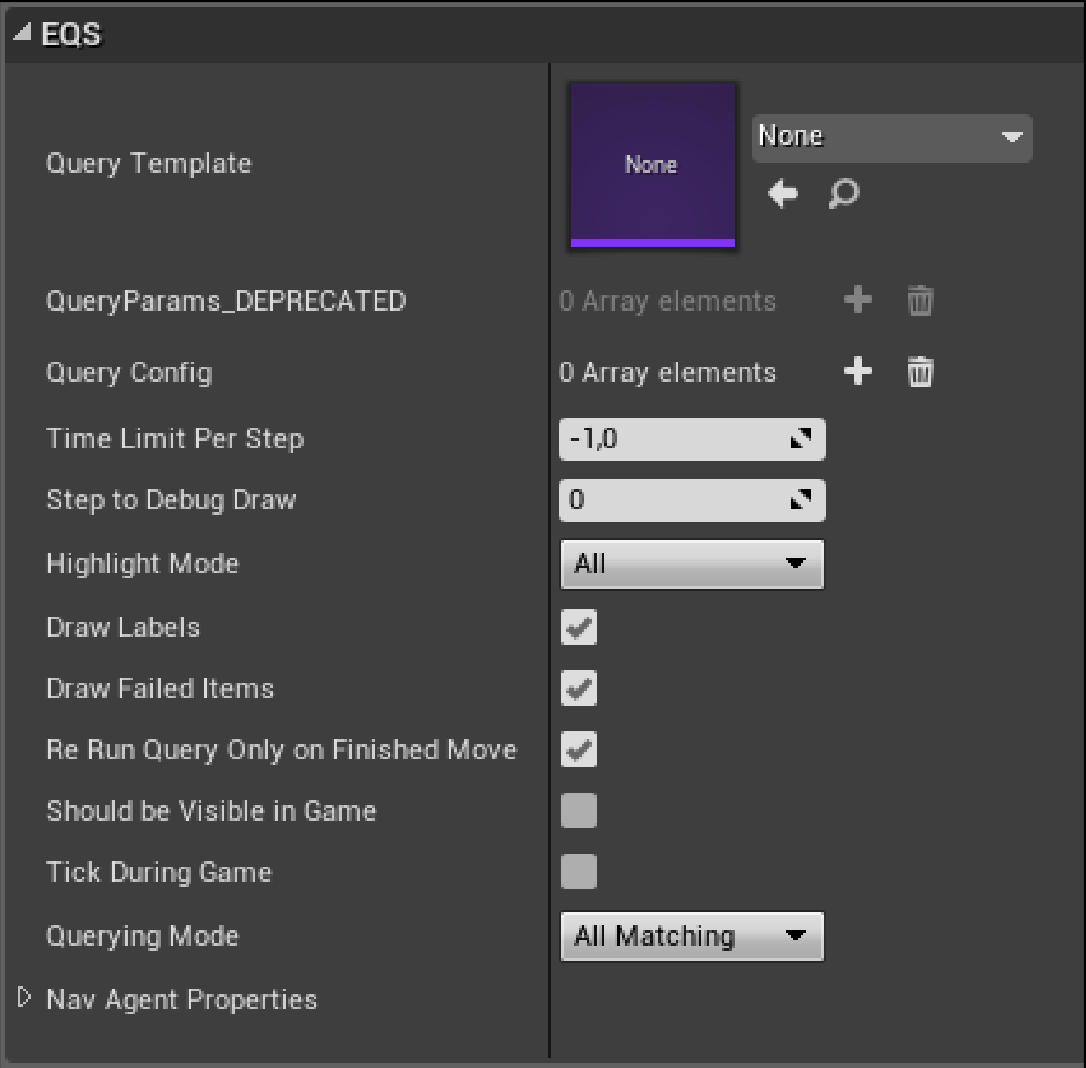 EQS
Query Template
None
None
QueryParams_DEPRECATED
0 Array elements
Query Config
0 Array elements
Time Limit Per Step
-1,0
Step to Debug Draw
0
Highlight Mode
All
Draw Labels
Draw Failed Items
Re Run Query Only on Finished Move
Should be Visible in Game
Tick During Game
Querying Mode
All Matching
Nav Agent Properties